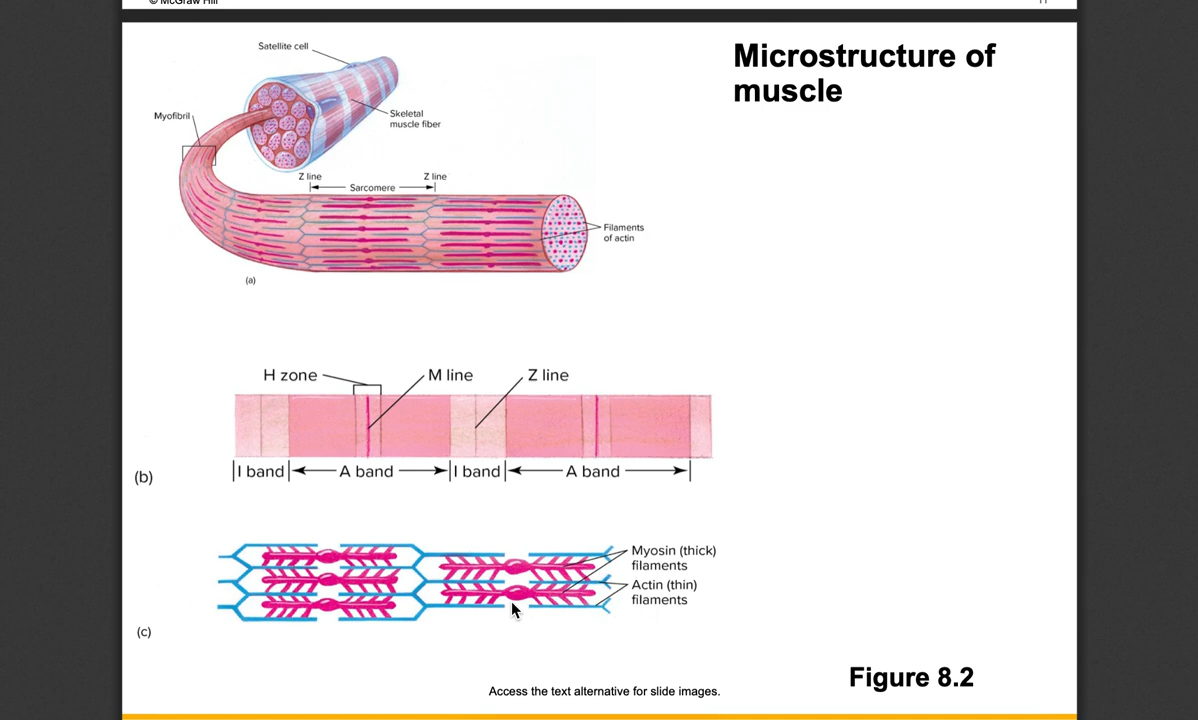 © McGraw Hill
Microstructure of
muscle
Satellite cell
Myofibril
Skeletal
muscle fiber
Z line
Z line
Sarcomere
Filaments
of actin
(a)
H zone
M line
Z line
I band
A band
I band
A band
(b)
Myosin (thick)
filaments
Actin (thin)
filaments
(c)
Figure 8.2
Access the text alternative for slide images.